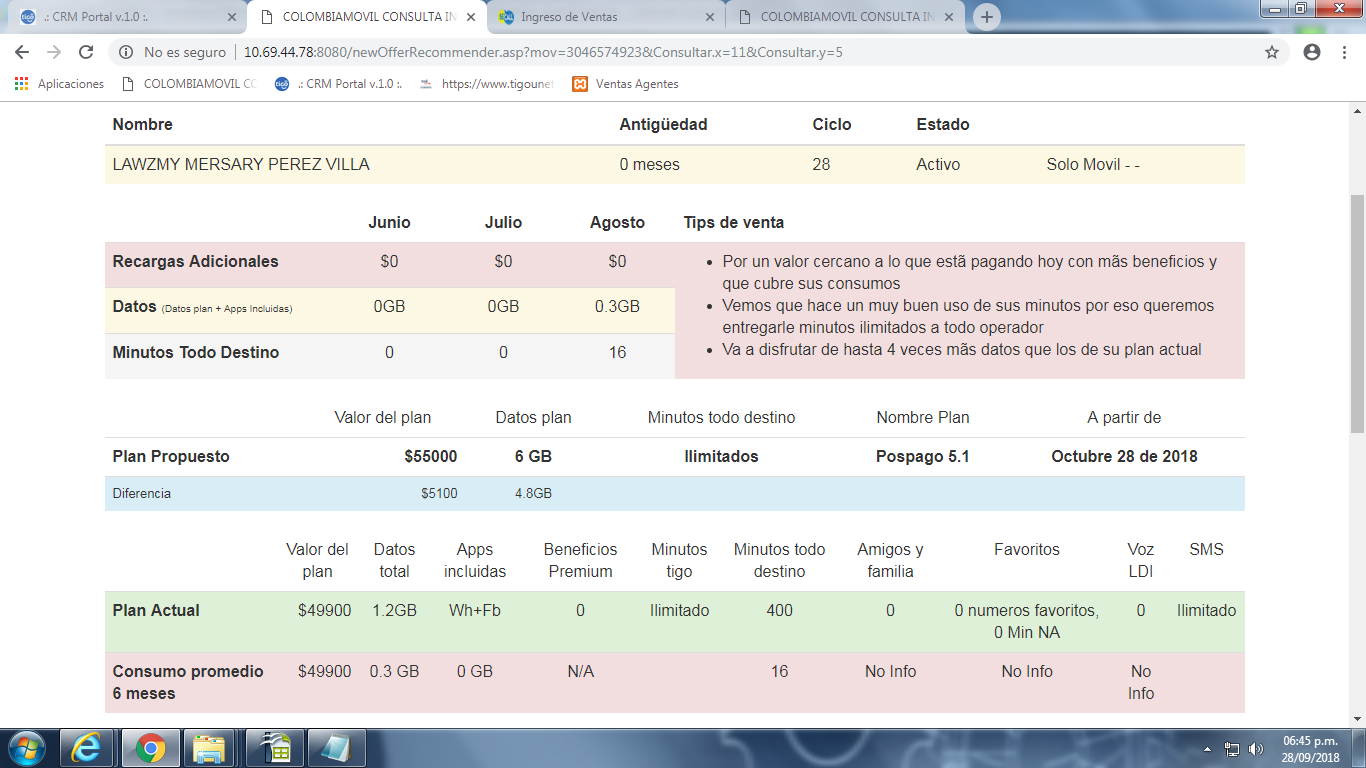 .: CRM Portal v.1.0 :.
COLOMBIAMOVIL CONSULTA IN
Ingreso de Ventas
COLOMBIAMOVIL CONSULTA IN
No es seguro | 10.69.44.78:8080/newOfferRecommender.asp?mov=3046574923&Consultar.x=11&Consultar.y=5
Aplicaciones COLOMBIAMOVIL CO .: CRM Portal v.1.0 :. https://www.tigoune Ventas Agentes
Nombre Antigüedad Ciclo Estado
LAWZMY MERSARY PEREZ VILLA 0 meses 28 Activo Solo Movil - -
Junio Julio Agosto Tips de venta
Recargas Adicionales $0 $0 $0
Datos (Datos plan + Apps Incluidas) 0GB 0GB 0.3GB
Minutos Todo Destino 0 0 16
• Por un valor cercano a lo que estã pagando hoy con mãs beneficios y
que cubre sus consumos
• Vemos que hace un muy buen uso de sus minutos por eso queremos
entregarle minutos ilimitados a todo operador
• Va a disfrutar de hasta 4 veces mãs datos que los de su plan actual
Valor del plan Datos plan Minutos todo destino Nombre Plan A partir de
Plan Propuesto $55000 6 GB Ilimitados Pospago 5.1 Octubre 28 de 2018
Diferencia $5100 4.8GB
Valor del Datos Apps Beneficios Minutos Minutos todo Amigos y Favoritos Voz SMS
plan total incluidas Premium tigo destino familia LDI
Plan Actual $49900 1.2GB Wh+Fb 0 Ilimitado 400 0 0 numeros favoritos, 0 Ilimitado
0 Min NA
Consumo promedio $49900 0.3 GB 0 GB N/A 16 No Info No Info No
6 meses Info
06:45 p.m.
28/09/2018